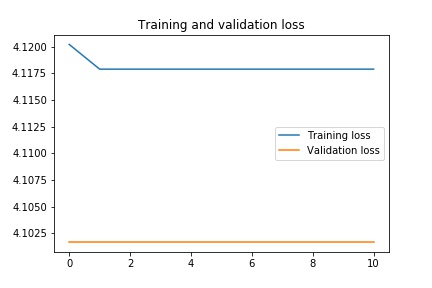 Training and validation loss
4.1200
4.1175
4.1150
4.1125
4.1100
4.1075
4.1050
4.1025
Training loss
Validation loss
0 2 4 6 8 10